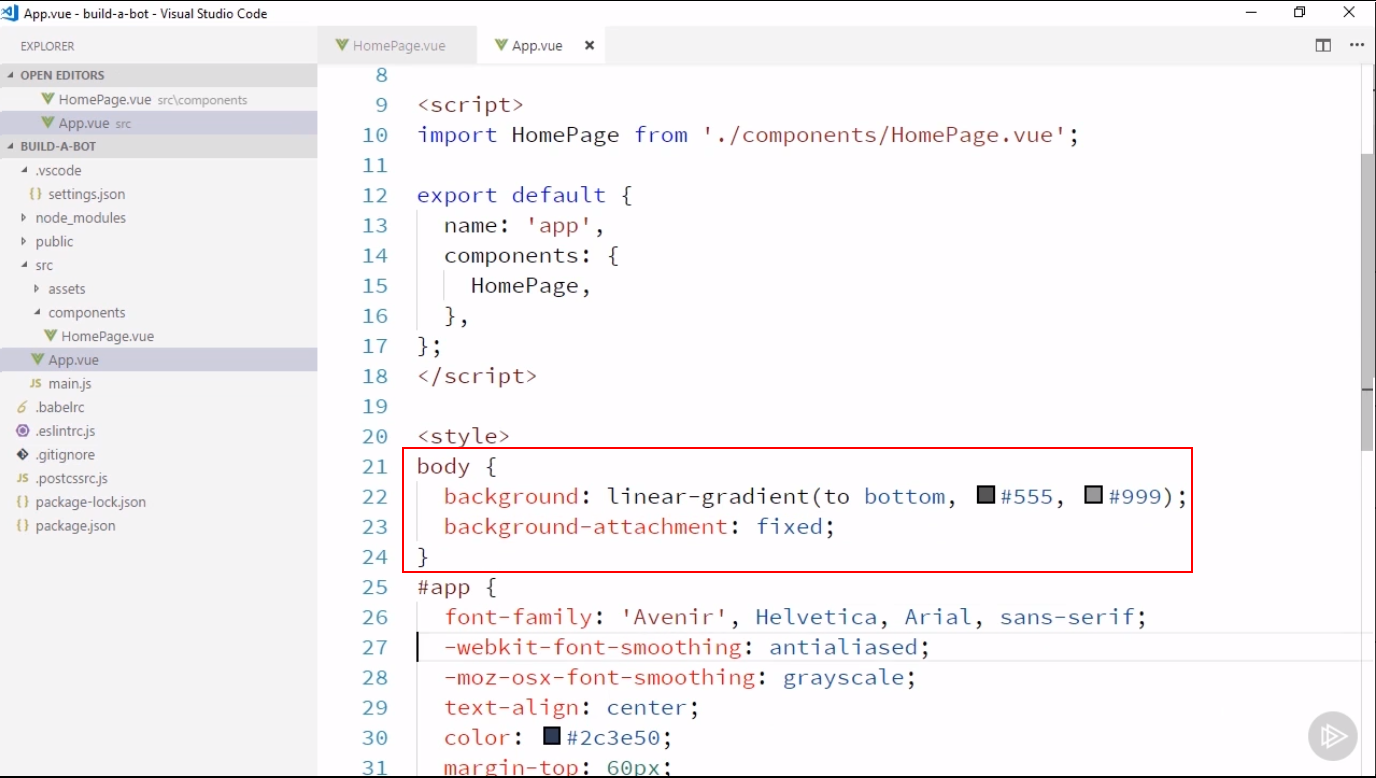 App.vue - build-a-bot - Visual Studio Code
EXPLORER
OPEN EDITORS
HomePage.vue src\components
App.vue src
BUILD-A-BOT
.vscode
{} settings.json
node_modules
public
src
assets
components
HomePage.vue
App.vue
JS main.js
.babelrc
.eslintrc.js
.gitignore
JS .postcssrc.js
{} package-lock.json
{} package.json
HomePage.vue App.vue
8
9 <script>
10 import HomePage from './components/HomePage.vue';
11
12 export default {
13 name: 'app',
14 components: {
15 HomePage,
16 },
17 };
18 </script>
19
20 <style>
21 body {
22 background: linear-gradient(to bottom, #555, #999);
23 background-attachment: fixed;
24 }
25 #app {
26 font-family: 'Avenir', Helvetica, Arial, sans-serif;
27 -webkit-font-smoothing: antialiased;
28 -moz-osx-font-smoothing: grayscale;
29 text-align: center;
30 color: #2c3e50;
31 margin-top: 60px;